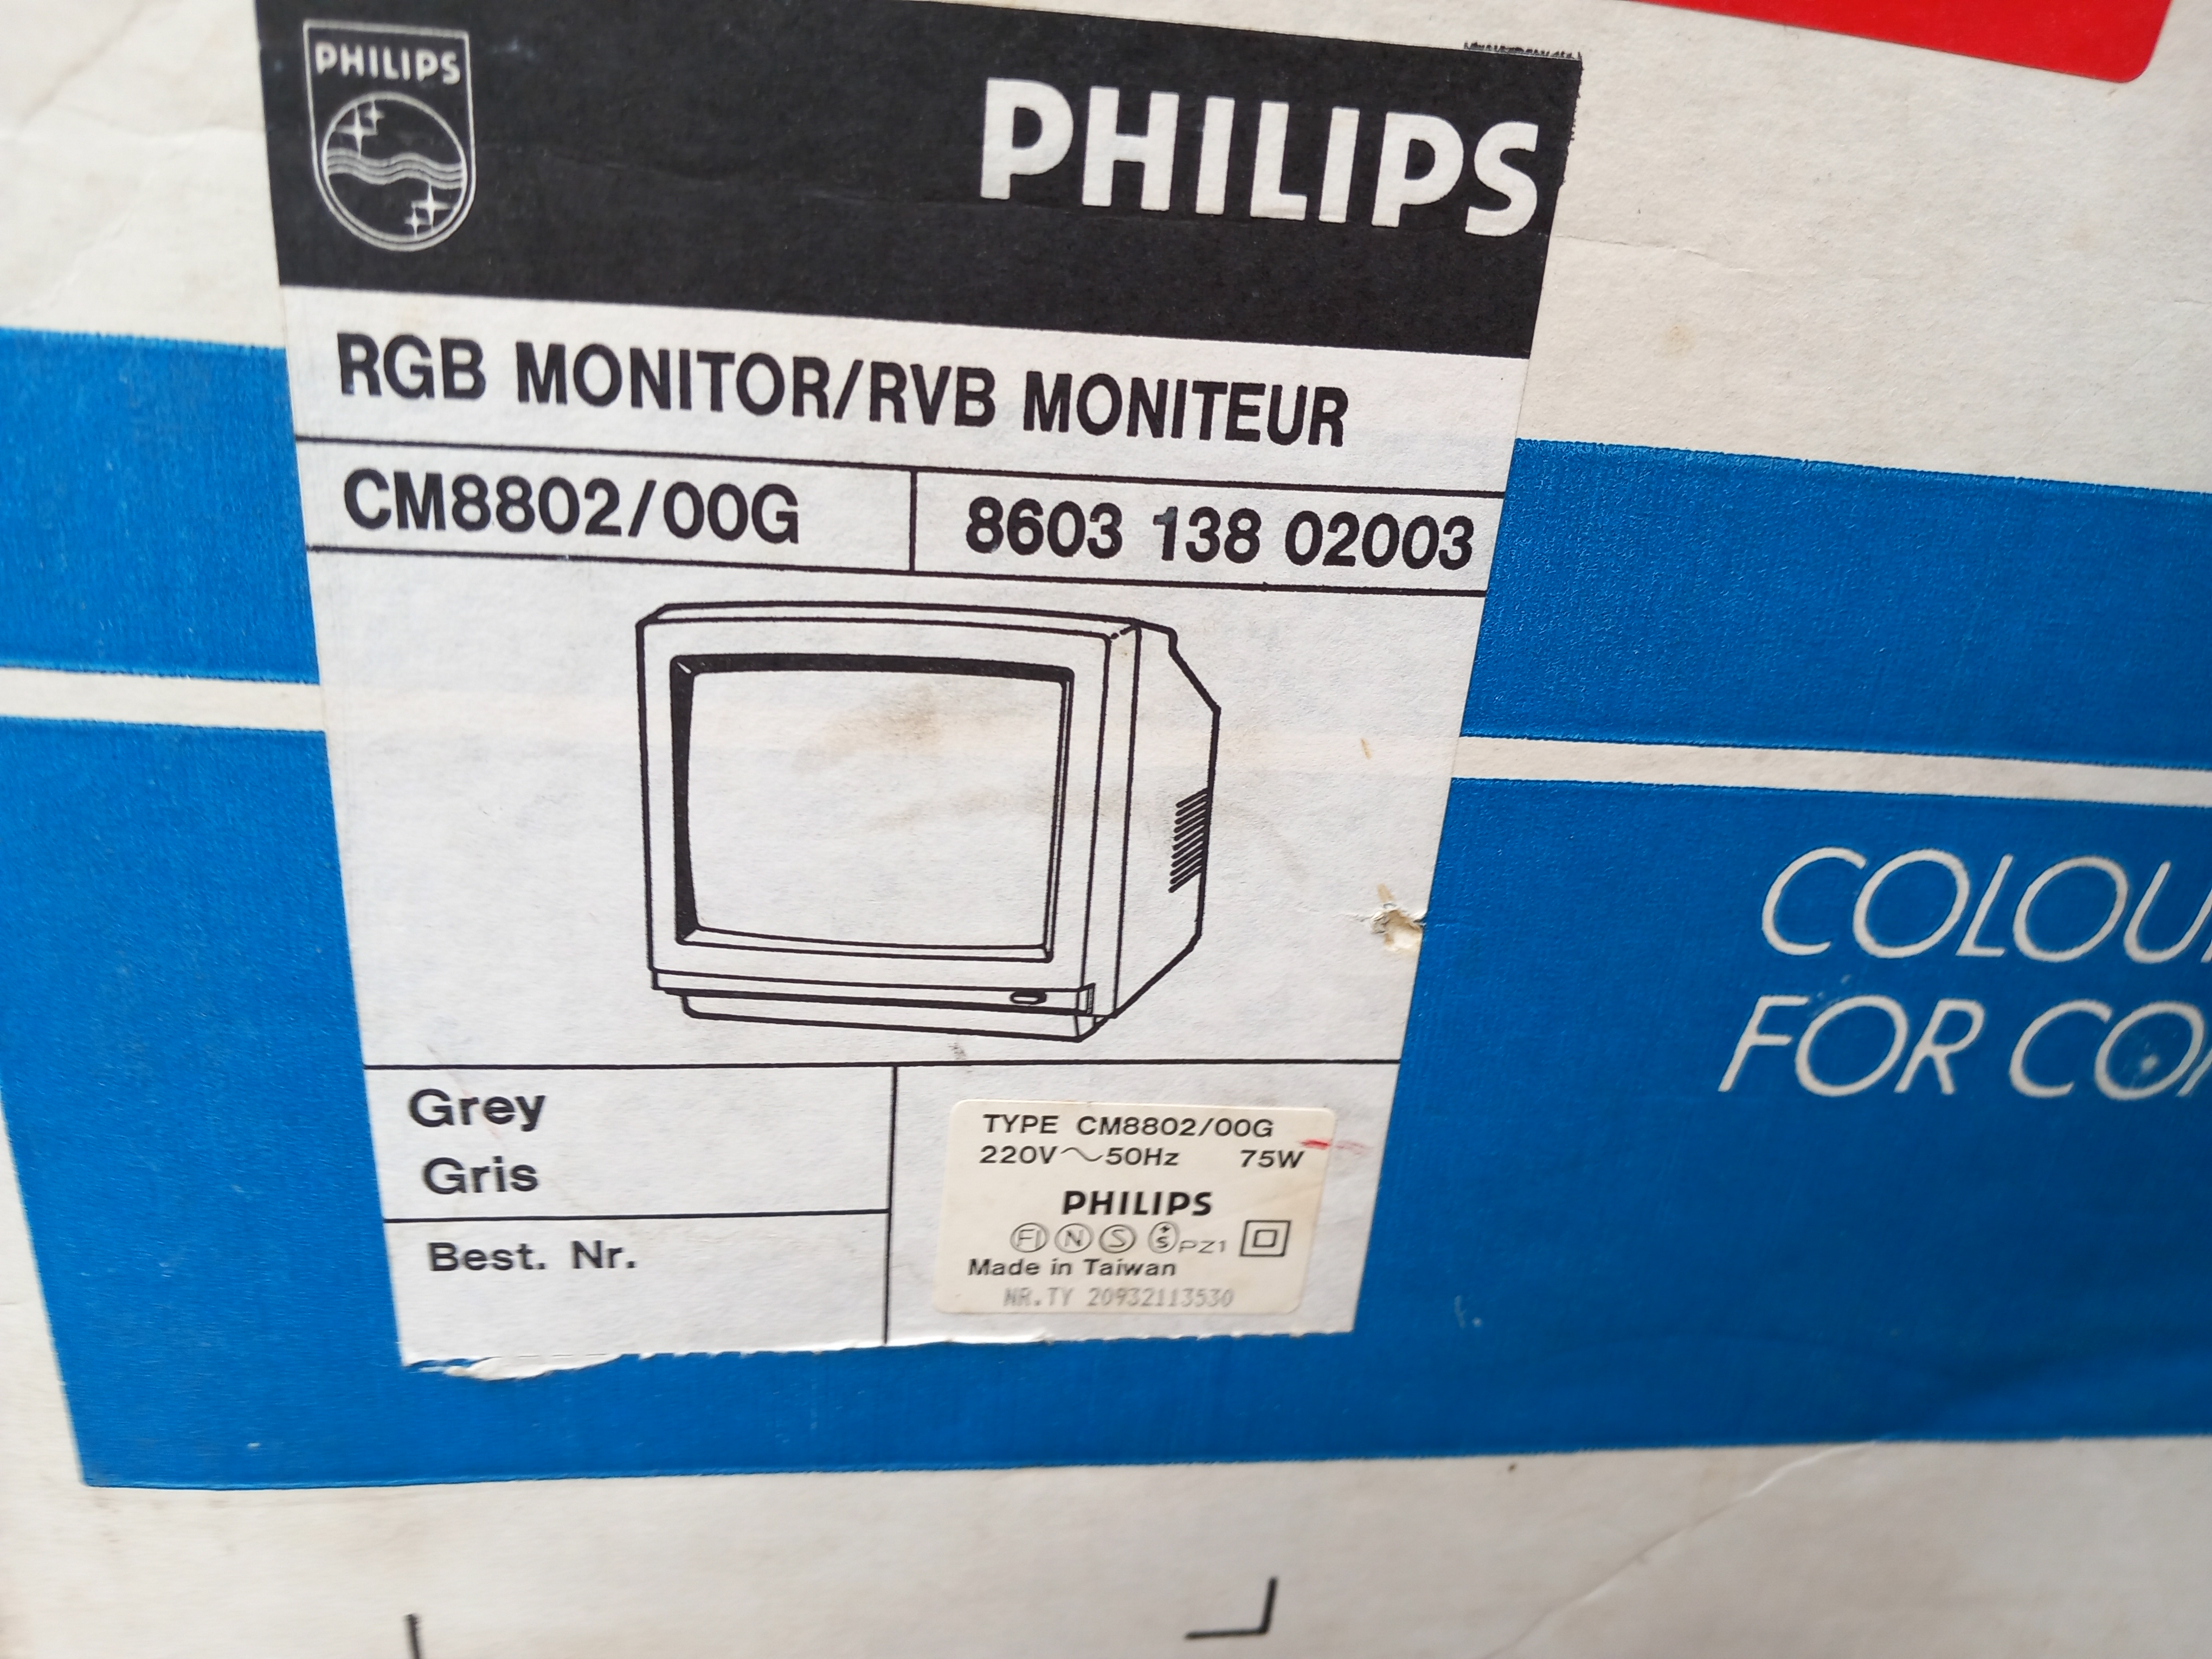 PHILIPS
PHILIPS
RGB MONITOR/RVB MONITEUR
CM8802/00G
8603 138 02003
COLOU
FOR CO
Grey
Gris
Best. Nr.
TYPE CM8802/00G
220V～50Hz 75W
PHILIPS
FI N S +S PZ1
Made in Taiwan
NR.TY 20932113530